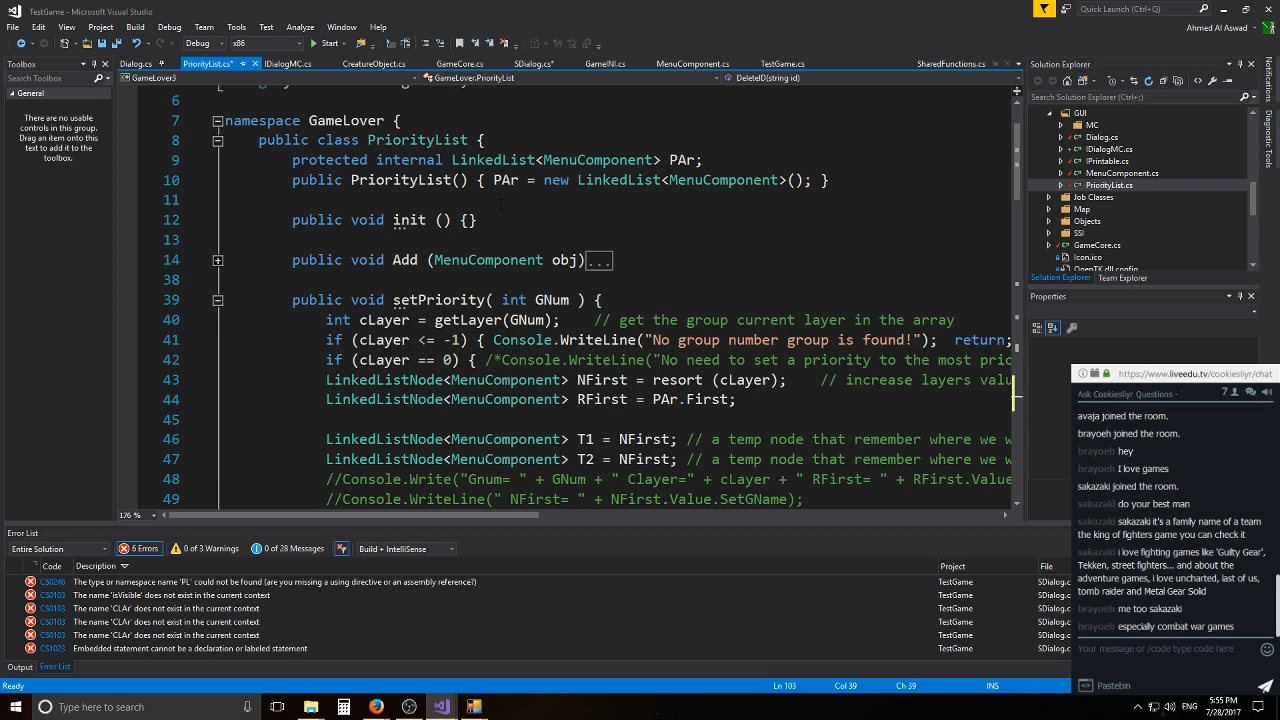 TestGame - Microsoft Visual Studio
Quick Launch (Ctrl+Q)
File Edit View Project Build Debug Team Tools Test Analyze Window Help
Ahmed Al Aswad
Debug x86 Start
Toolbox
Search Toolbox
General
There are no usable
controls in this group.
Drag an item onto this
text to add it to the
toolbox.
Dialog.cs PriorityList.cs* IDialogMC.cs CreatureObject.cs GameCore.cs SDialog.cs* GameINI.cs MenuComponent.cs TestGame.cs SharedFunctions.cs
GameLover3 GameLover.PriorityList DeleteID(string id)
6
7 namespace GameLover {
8 public class PriorityList {
9 protected internal LinkedList<MenuComponent> PAr;
10 public PriorityList() { PAr = new LinkedList<MenuComponent>(); }
11
12 public void init () {}
13
14 public void Add (MenuComponent obj)...
38
39 public void setPriority( int GNum ) {
40 int cLayer = getLayer(GNum); // get the group current layer in the array
41 if (cLayer <= -1) { Console.WriteLine("No group number group is found!"); return;
42 if (cLayer == 0) { /*Console.WriteLine("No need to set a priority to the most pric
43 LinkedListNode<MenuComponent> NFirst = resort (cLayer); // increase layers valu
44 LinkedListNode<MenuComponent> RFirst = PAr.First;
45
46 LinkedListNode<MenuComponent> T1 = NFirst; // a temp node that remember where we w
47 LinkedListNode<MenuComponent> T2 = NFirst; // a temp node that remember where we w
48 //Console.Write("Gnum= " + GNum + " Clayer=" + cLayer + " RFirst= " + RFirst.Value
49 //Console.WriteLine(" NFirst= " + NFirst.Value.SetGName);
176 %
Solution Explorer
Search Solution Explorer (Ctrl+;)
GUI
MC
Dialog.cs
IDialogMC.cs
IPrintable.cs
MenuComponent.cs
PriorityList.cs
Job Classes
Map
Objects
SSI
GameCore.cs
Icon.ico
OpenTK.dll.config
Solution Explorer Team Explorer
Properties
Notifications
Diagnostic Tools
Error List
Entire Solution 6 Errors 0 of 3 Warnings 0 of 28 Messages Build + IntelliSense
Code Description Project File
CS0246 The type or namespace name 'PL' could not be found (are you missing a using directive or an assembly reference?) TestGame SDialog.c
CS0103 The name 'isVisible' does not exist in the current context TestGame SDialog.c
CS0103 The name 'CLAr' does not exist in the current context TestGame SDialog.c
CS0103 The name 'CLAr' does not exist in the current context TestGame SDialog.c
CS0103 The name 'CLAr' does not exist in the current context TestGame SDialog.c
CS1023 Embedded statement cannot be a declaration or labeled statement TestGame SDialog.c
Output Error List
Ready Ln 103 Col 39 Ch 39 INS
https://www.liveedu.tv/cookiesliyr/chat
Ask Cookiesliyr Questions - : 7
avaja joined the room.
brayoeh joined the room.
brayoeh hey
brayoeh I love games
sakazaki joined the room.
sakazaki do your best man
sakazaki sakazaki it's a family name of a team
the king of fighters game you can check it
sakazaki i love fighting games like 'Guilty Gear',
Tekken, street fighters... and about the
adventure games, i love uncharted, last of us,
tomb raider and Metal Gear Solid
brayoeh me too sakazaki
brayoeh especially combat war games
Your message or /code type code here
Pastebin
Type here to search
ENG
5:55 PM
7/28/2017